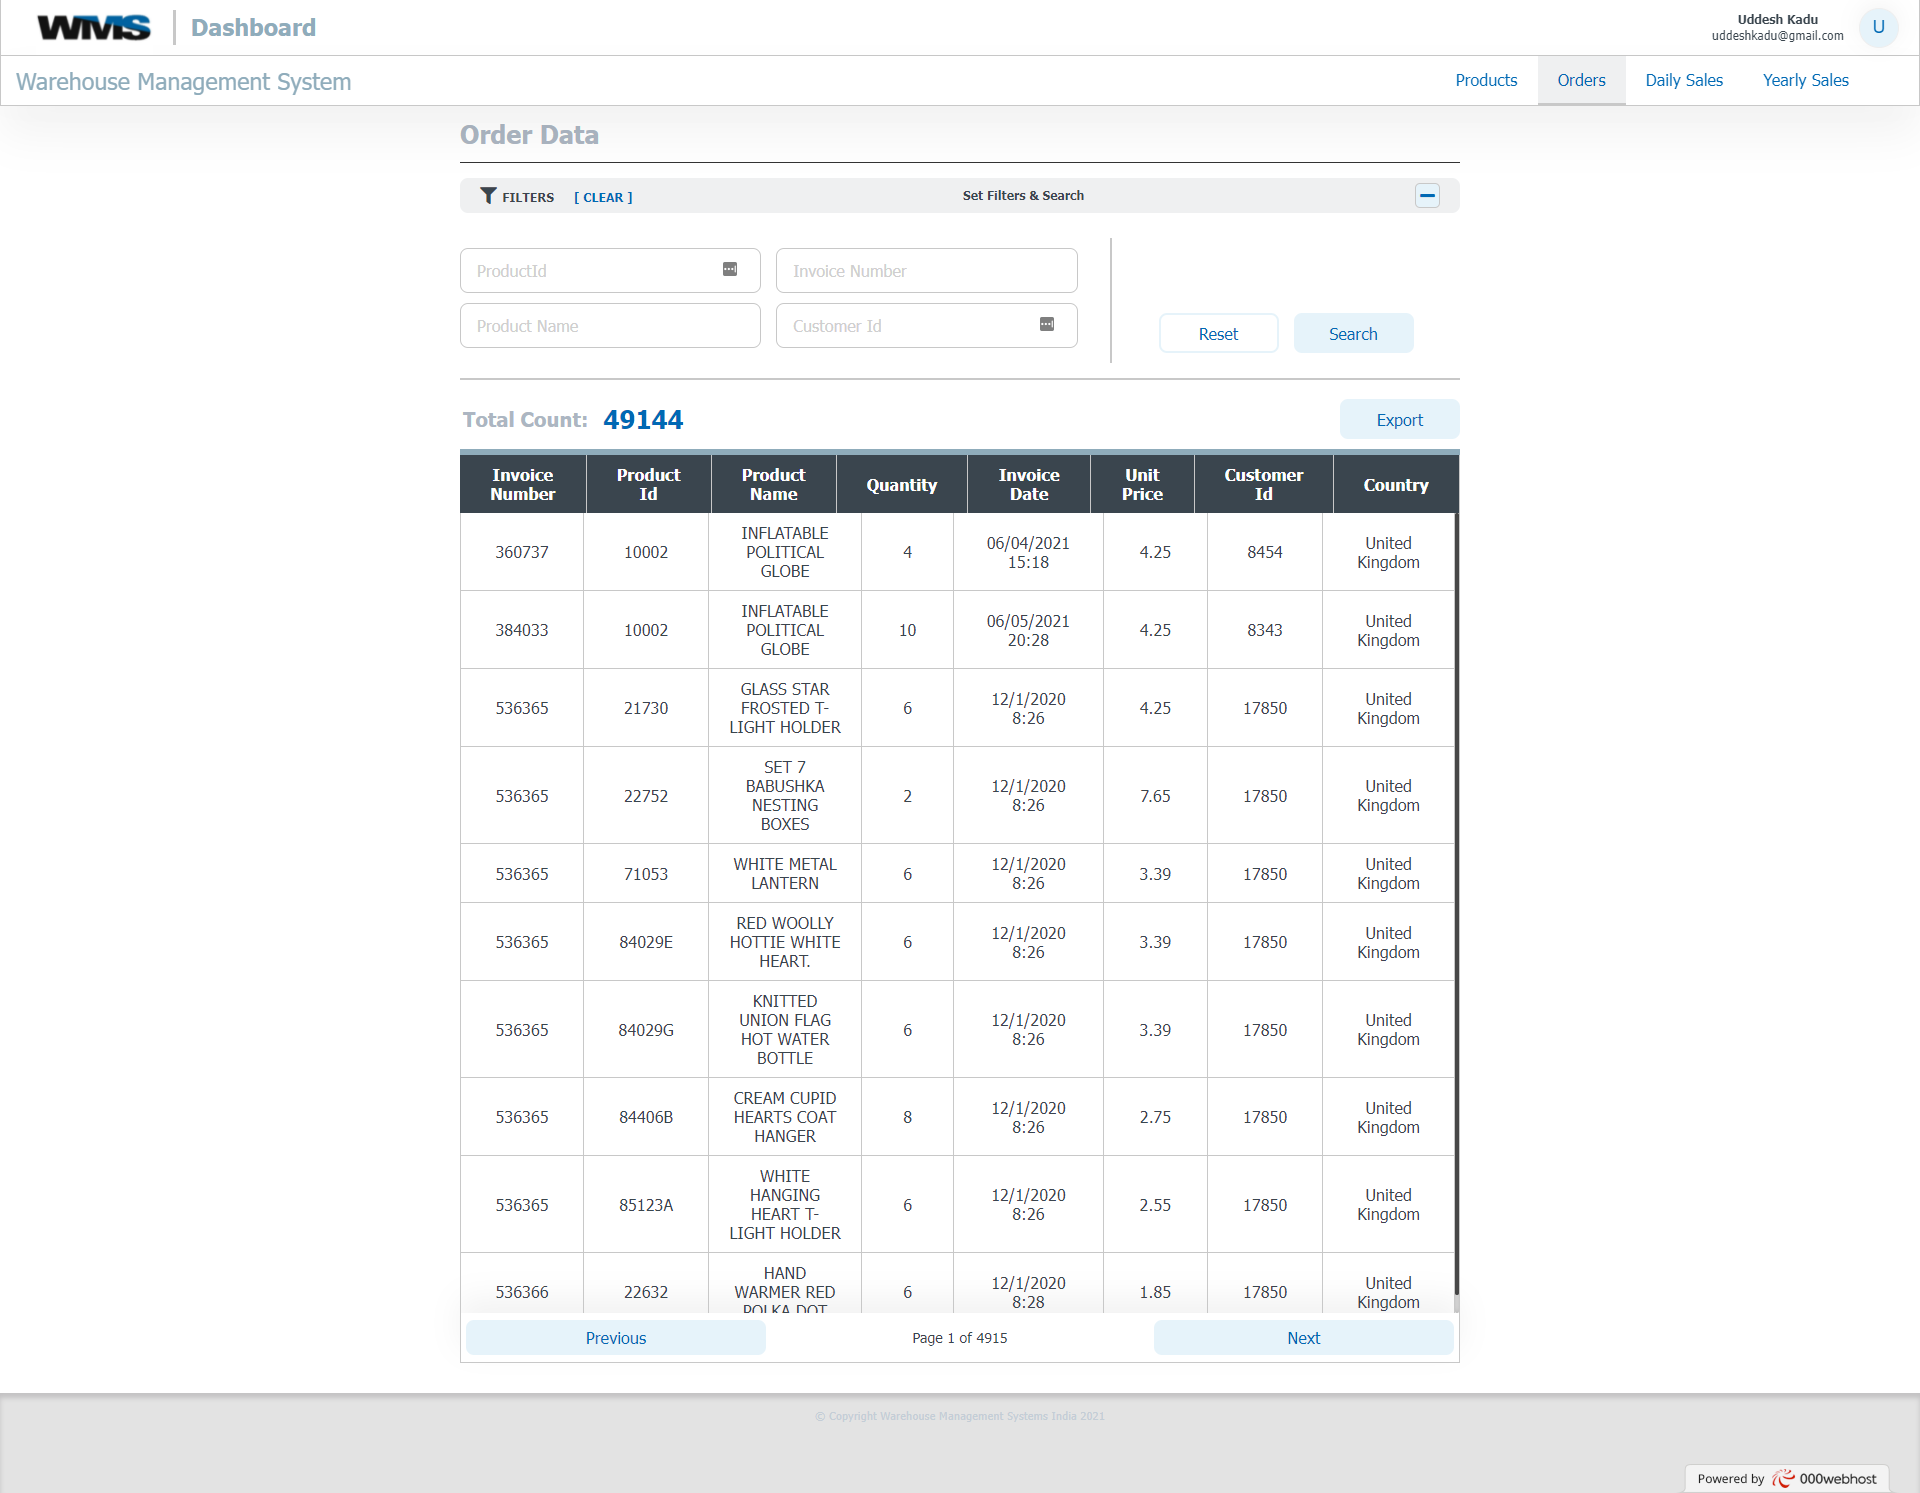 WMS
Dashboard
Uddesh Kadu
uddeshkadu@gmail.com
U
Warehouse Management System
Products
Orders
Daily Sales
Yearly Sales
Order Data
FILTERS
[ CLEAR ]
Set Filters & Search
ProductId
Invoice Number
Product Name
Customer Id
Reset
Search
Total Count: 49144
Export
Invoice
Number
Product
Id
Product
Name
Quantity
Invoice
Date
Unit
Price
Customer
Id
Country
360737
10002
INFLATABLE
POLITICAL
GLOBE
4
06/04/2021
15:18
4.25
8454
United
Kingdom
384033
10002
INFLATABLE
POLITICAL
GLOBE
10
06/05/2021
20:28
4.25
8343
United
Kingdom
536365
21730
GLASS STAR
FROSTED T-
LIGHT HOLDER
6
12/1/2020
8:26
4.25
17850
United
Kingdom
536365
22752
SET 7
BABUSHKA
NESTING
BOXES
2
12/1/2020
8:26
7.65
17850
United
Kingdom
536365
71053
WHITE METAL
LANTERN
6
12/1/2020
8:26
3.39
17850
United
Kingdom
536365
84029E
RED WOOLLY
HOTTIE WHITE
HEART.
6
12/1/2020
8:26
3.39
17850
United
Kingdom
536365
84029G
KNITTED
UNION FLAG
HOT WATER
BOTTLE
6
12/1/2020
8:26
3.39
17850
United
Kingdom
536365
84406B
CREAM CUPID
HEARTS COAT
HANGER
8
12/1/2020
8:26
2.75
17850
United
Kingdom
536365
85123A
WHITE
HANGING
HEART T-
LIGHT HOLDER
6
12/1/2020
8:26
2.55
17850
United
Kingdom
536366
22632
HAND
WARMER RED
POLKA DOT
6
12/1/2020
8:28
1.85
17850
United
Kingdom
Previous
Page 1 of 4915
Next
© Copyright Warehouse Management Systems India 2021
Powered by 000webhost